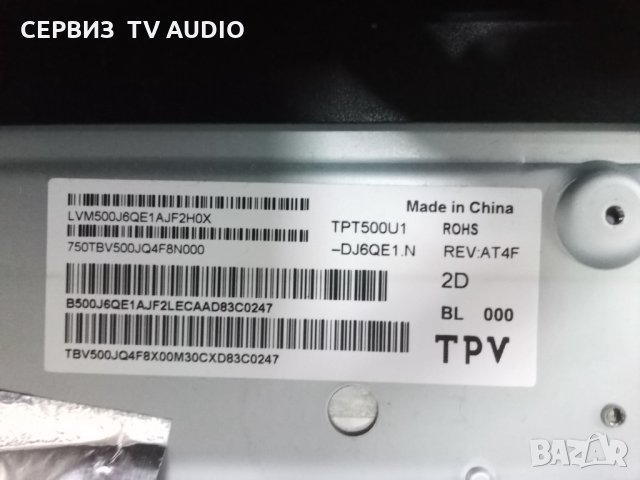 СЕРВИЗ TV AUDIO
LVM500J6QE1AJF2H0X
750TBV500JQ4F8N000
B500J6QE1AJF2LECAAD83C0247
TBV500JQ4F8X00M30CXD83C0247
TPT500U1
-DJ6QE1.N
Made in China
ROHS
REV:AT4F
2D
BL 000
TPV
BAZAR